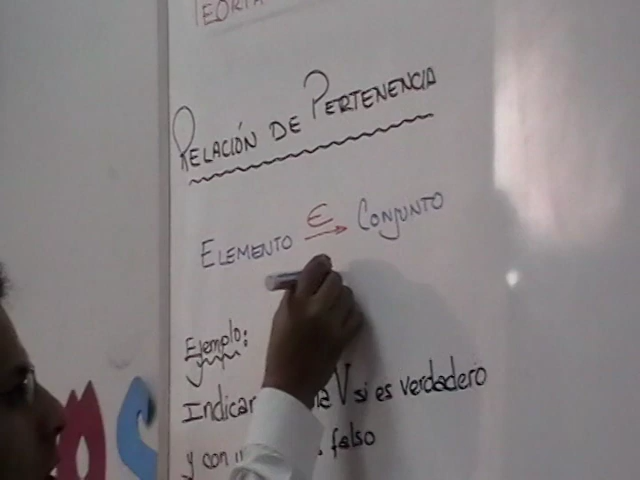 RELACIÓN DE PERTENENCIA
ELEMENTO ∈ → CONJUNTO
Ejemplo:
Indicar V si es verdadero
y con falso